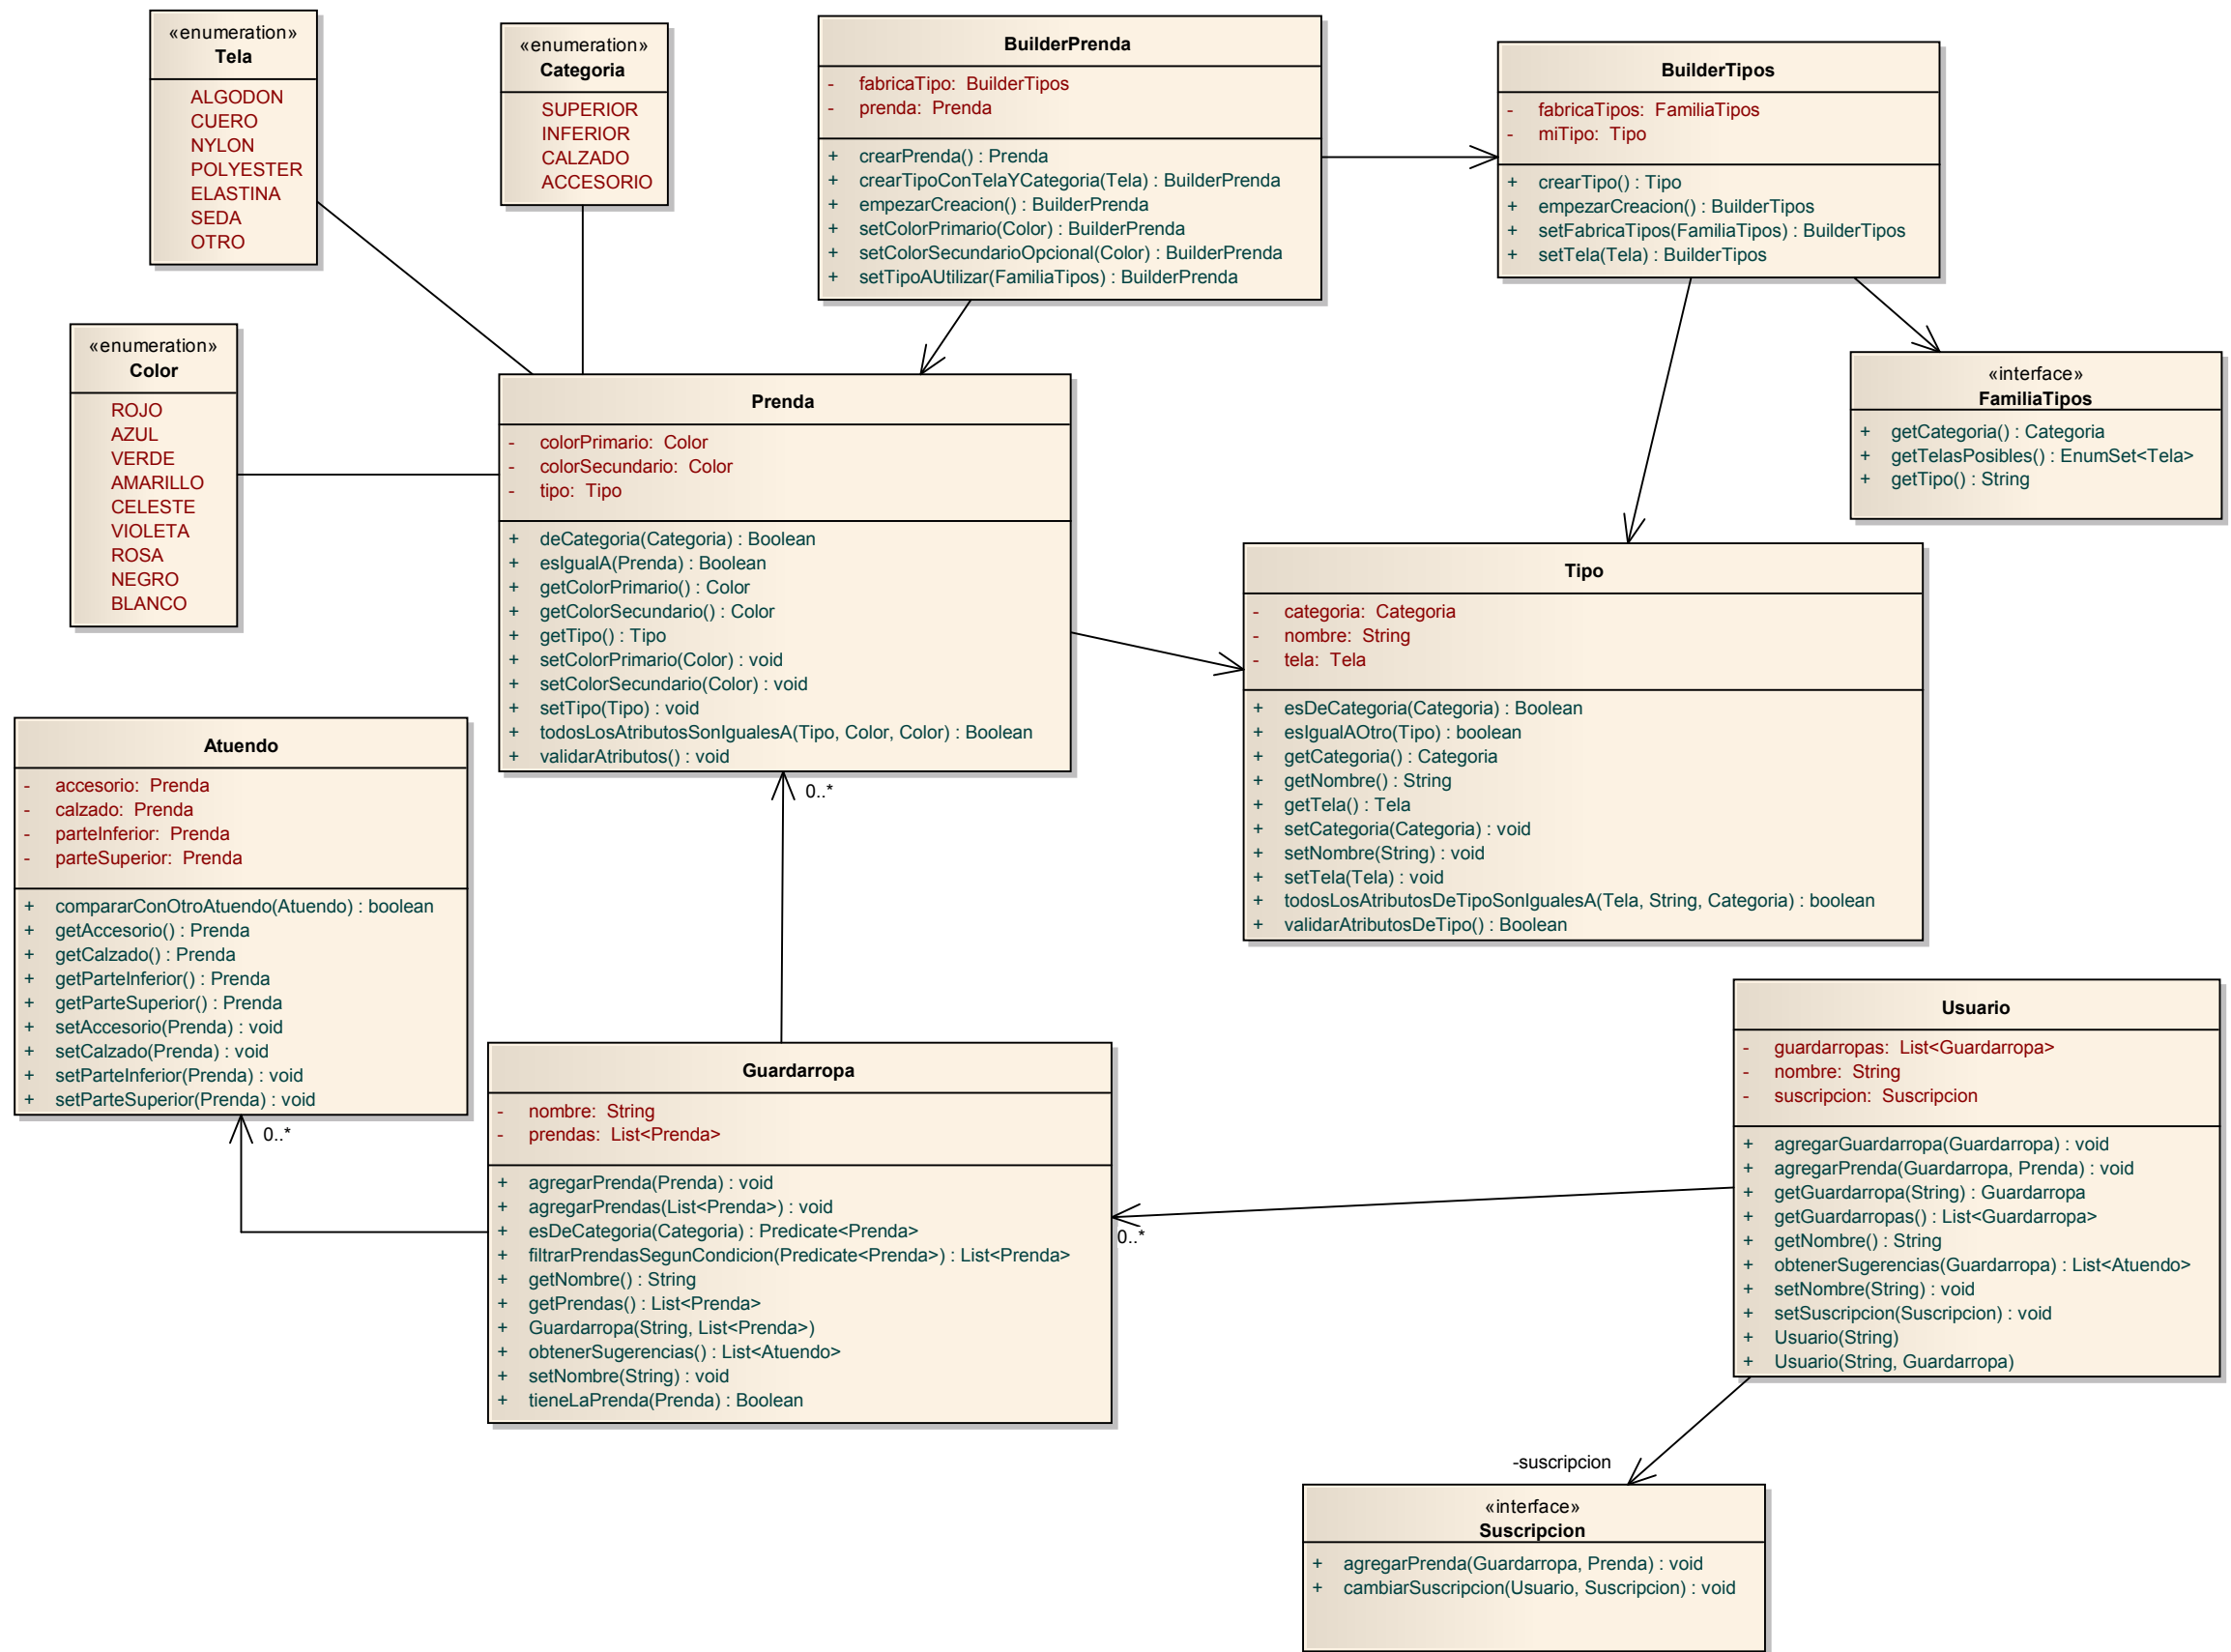 «enumeration»
Tela
ALGODON
CUERO
NYLON
POLYESTER
ELASTINA
SEDA
OTRO
«enumeration»
Categoria
SUPERIOR
INFERIOR
CALZADO
ACCESORIO
BuilderPrenda
- fabricaTipo: BuilderTipos
- prenda: Prenda
+ crearPrenda() : Prenda
+ crearTipoConTelaYCategoria(Tela) : BuilderPrenda
+ empezarCreacion() : BuilderPrenda
+ setColorPrimario(Color) : BuilderPrenda
+ setColorSecundarioOpcional(Color) : BuilderPrenda
+ setTipoAUtilizar(FamiliaTipos) : BuilderPrenda
BuilderTipos
- fabricaTipos: FamiliaTipos
- miTipo: Tipo
+ crearTipo() : Tipo
+ empezarCreacion() : BuilderTipos
+ setFabricaTipos(FamiliaTipos) : BuilderTipos
+ setTela(Tela) : BuilderTipos
«enumeration»
Color
ROJO
AZUL
VERDE
AMARILLO
CELESTE
VIOLETA
ROSA
NEGRO
BLANCO
Prenda
- colorPrimario: Color
- colorSecundario: Color
- tipo: Tipo
+ deCategoria(Categoria) : Boolean
+ esIgualA(Prenda) : Boolean
+ getColorPrimario() : Color
+ getColorSecundario() : Color
+ getTipo() : Tipo
+ setColorPrimario(Color) : void
+ setColorSecundario(Color) : void
+ setTipo(Tipo) : void
+ todosLosAtributosSonIgualesA(Tipo, Color, Color) : Boolean
+ validarAtributos() : void
0..*
«interface»
FamiliaTipos
+ getCategoria() : Categoria
+ getTelasPosibles() : EnumSet<Tela>
+ getTipo() : String
Tipo
- categoria: Categoria
- nombre: String
- tela: Tela
+ esDeCategoria(Categoria) : Boolean
+ esIgualAOtro(Tipo) : boolean
+ getCategoria() : Categoria
+ getNombre() : String
+ getTela() : Tela
+ setCategoria(Categoria) : void
+ setNombre(String) : void
+ setTela(Tela) : void
+ todosLosAtributosDeTipoSonIgualesA(Tela, String, Categoria) : boolean
+ validarAtributosDeTipo() : Boolean
Atuendo
- accesorio: Prenda
- calzado: Prenda
- parteInferior: Prenda
- parteSuperior: Prenda
+ compararConOtroAtuendo(Atuendo) : boolean
+ getAccesorio() : Prenda
+ getCalzado() : Prenda
+ getParteInferior() : Prenda
+ getParteSuperior() : Prenda
+ setAccesorio(Prenda) : void
+ setCalzado(Prenda) : void
+ setParteInferior(Prenda) : void
+ setParteSuperior(Prenda) : void
0..*
Guardarropa
- nombre: String
- prendas: List<Prenda>
+ agregarPrenda(Prenda) : void
+ agregarPrendas(List<Prenda>) : void
+ esDeCategoria(Categoria) : Predicate<Prenda>
+ filtrarPrendasSegunCondicion(Predicate<Prenda>) : List<Prenda>
+ getNombre() : String
+ getPrendas() : List<Prenda>
+ Guardarropa(String, List<Prenda>)
+ obtenerSugerencias() : List<Atuendo>
+ setNombre(String) : void
+ tieneLaPrenda(Prenda) : Boolean
0..*
Usuario
- guardarropas: List<Guardarropa>
- nombre: String
- suscripcion: Suscripcion
+ agregarGuardarropa(Guardarropa) : void
+ agregarPrenda(Guardarropa, Prenda) : void
+ getGuardarropa(String) : Guardarropa
+ getGuardarropas() : List<Guardarropa>
+ getNombre() : String
+ obtenerSugerencias(Guardarropa) : List<Atuendo>
+ setNombre(String) : void
+ setSuscripcion(Suscripcion) : void
+ Usuario(String)
+ Usuario(String, Guardarropa)
-suscripcion
«interface»
Suscripcion
+ agregarPrenda(Guardarropa, Prenda) : void
+ cambiarSuscripcion(Usuario, Suscripcion) : void